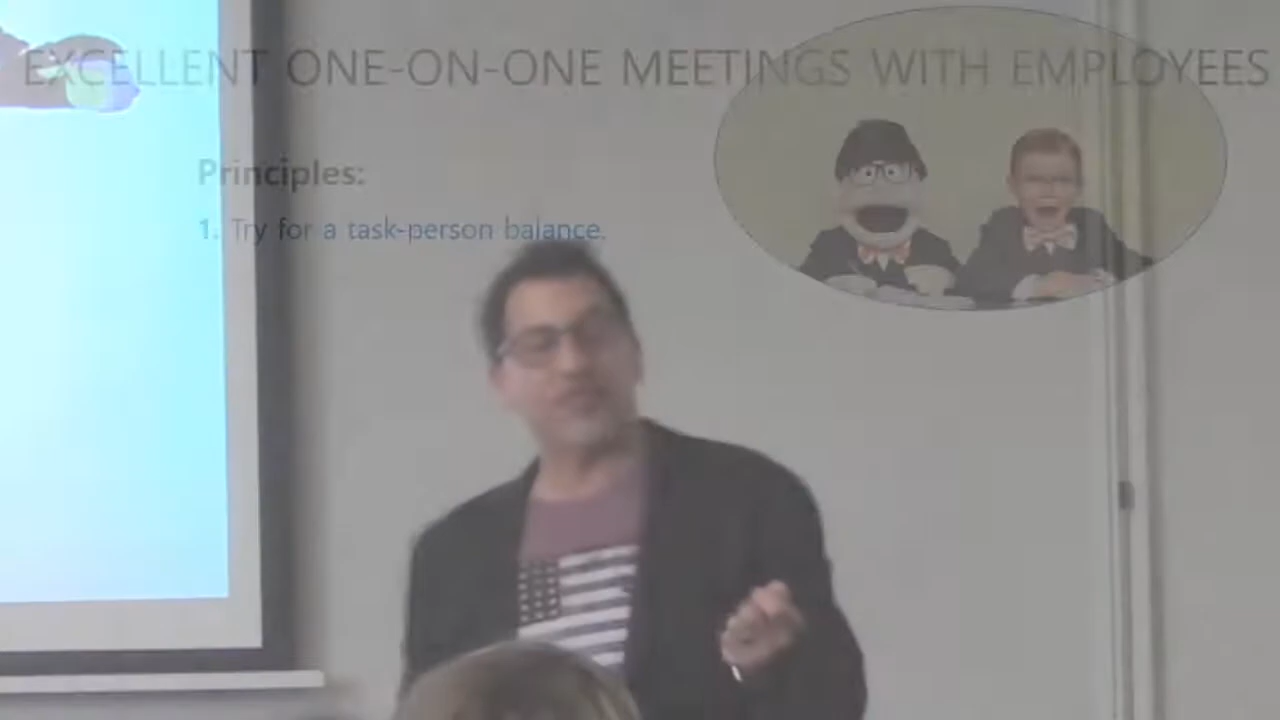 EXCELLENT ONE-ON-ONE MEETINGS WITH EMPLOYEES
Principles:
1. Try for a task-person balance.